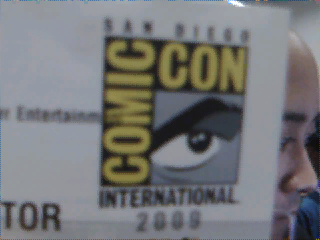 SAN DIEGO
COMIC CON
er Entertainm
INTERNATIONAL
TOR
2009